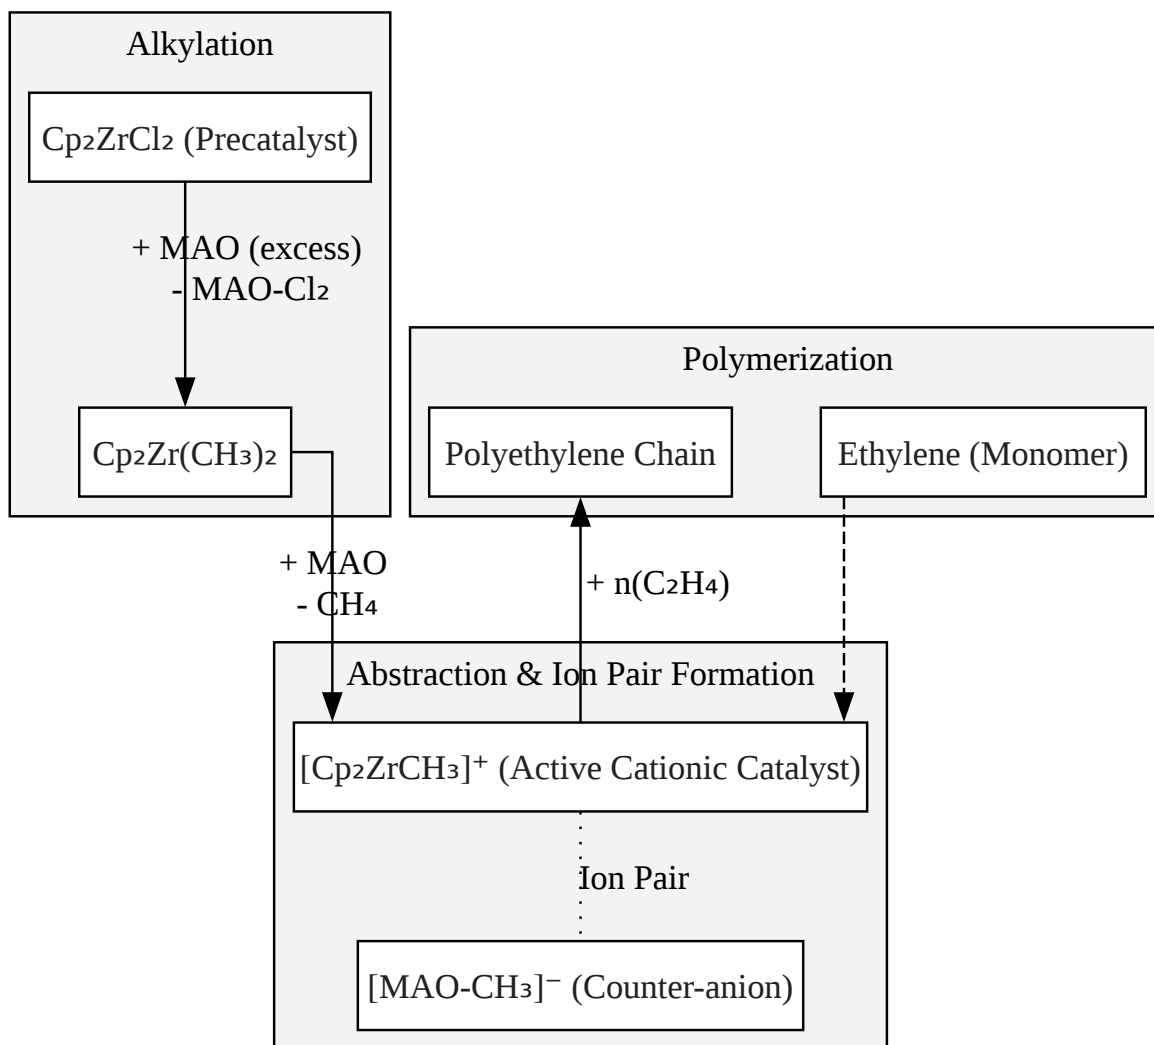 Alkylation
Cp₂ZrCl₂ (Precatalyst)
+ MAO (excess)
- MAO-Cl₂
Cp₂Zr(CH₃)₂
Polymerization
Polyethylene Chain
Ethylene (Monomer)
+ MAO
- CH₄
+ n(C₂H₄)
Abstraction & Ion Pair Formation
[Cp₂ZrCH₃]⁺ (Active Cationic Catalyst)
Ion Pair
[MAO-CH₃]⁻ (Counter-anion)